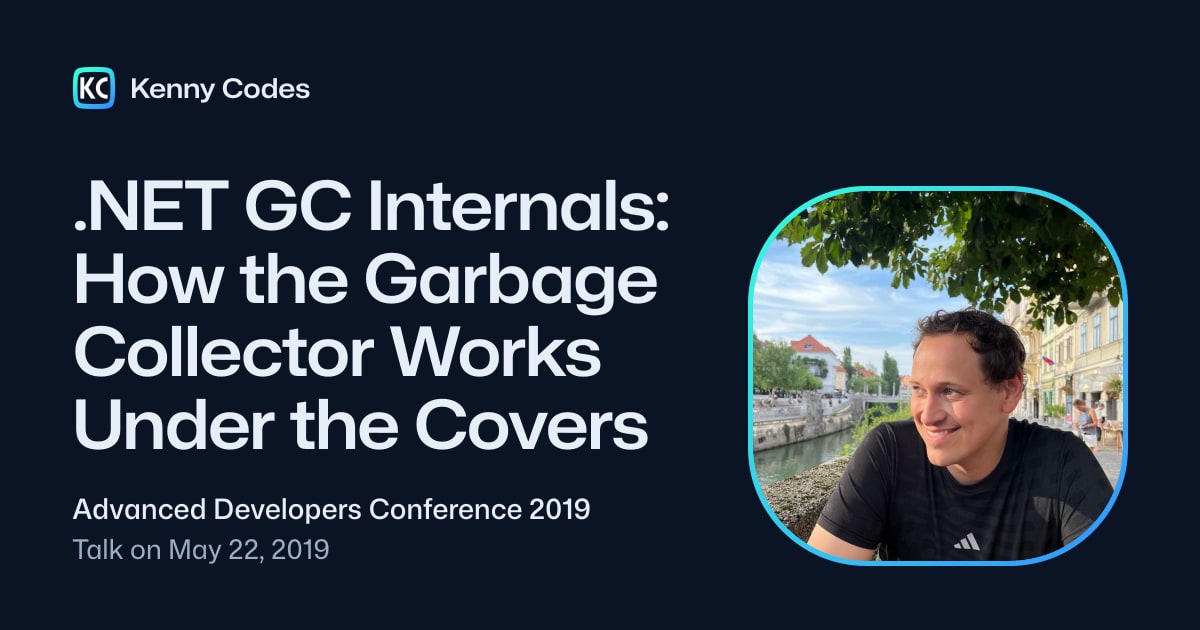 KC Kenny Codes
.NET GC Internals:
How the Garbage
Collector Works
Under the Covers
Advanced Developers Conference 2019
Talk on May 22, 2019